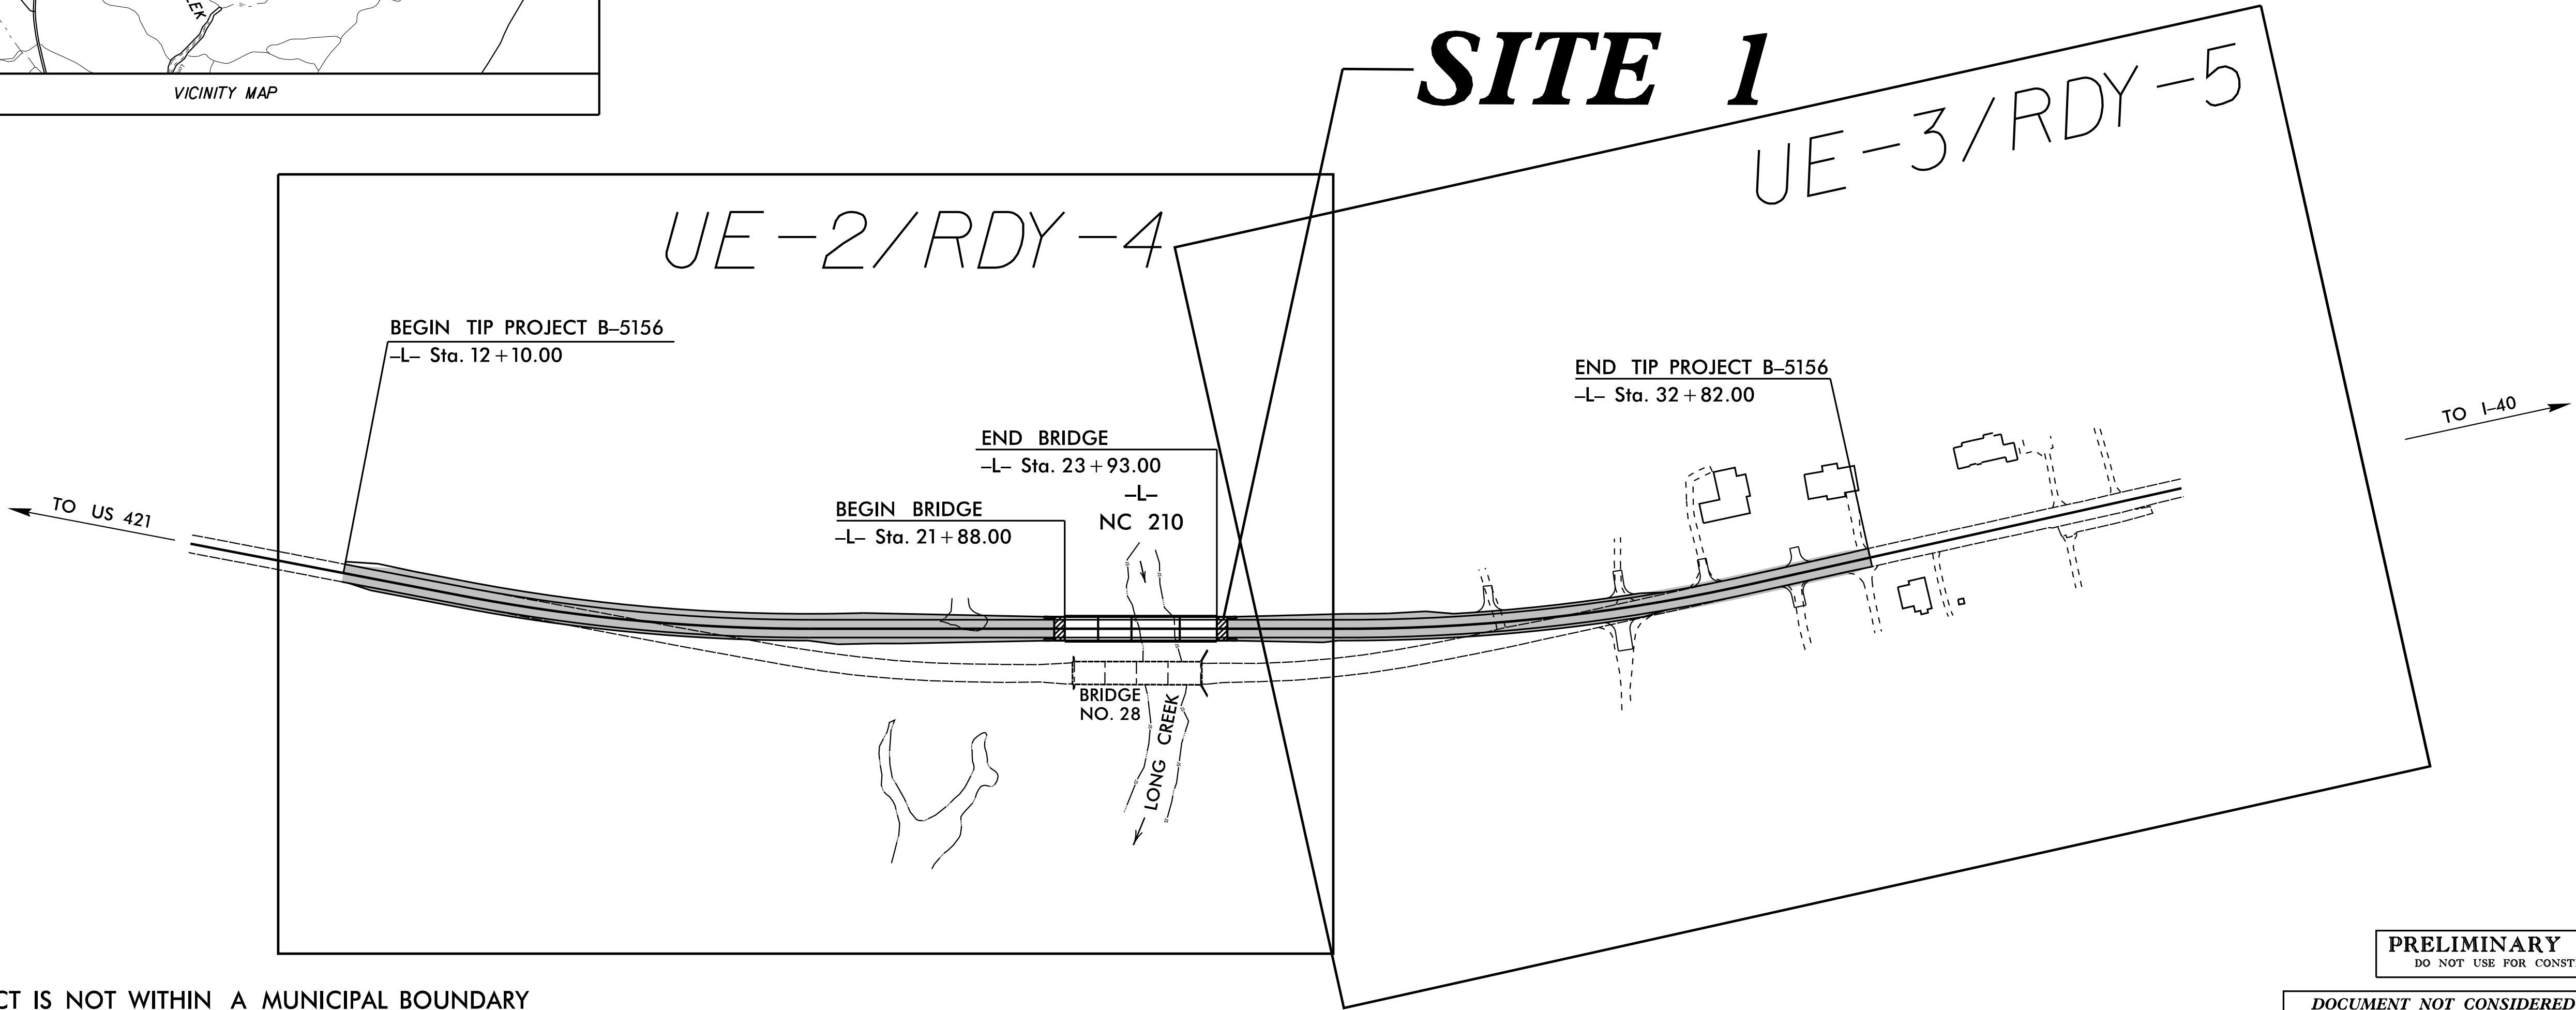 VICINITY MAP
SITE 1
UE-2/RDY-4
UE-3/RDY-5
BEGIN TIP PROJECT B-5156
-L- Sta. 12+10.00
END TIP PROJECT B-5156
-L- Sta. 32+82.00
TO I-40
END BRIDGE
-L- Sta. 23+93.00
-L-
NC 210
BEGIN BRIDGE
-L- Sta. 21+88.00
TO US 421
BRIDGE
NO. 28
LONG CREEK
PRELIMINARY
DO NOT USE FOR CONST
CT IS NOT WITHIN A MUNICIPAL BOUNDARY
DOCUMENT NOT CONSIDERED